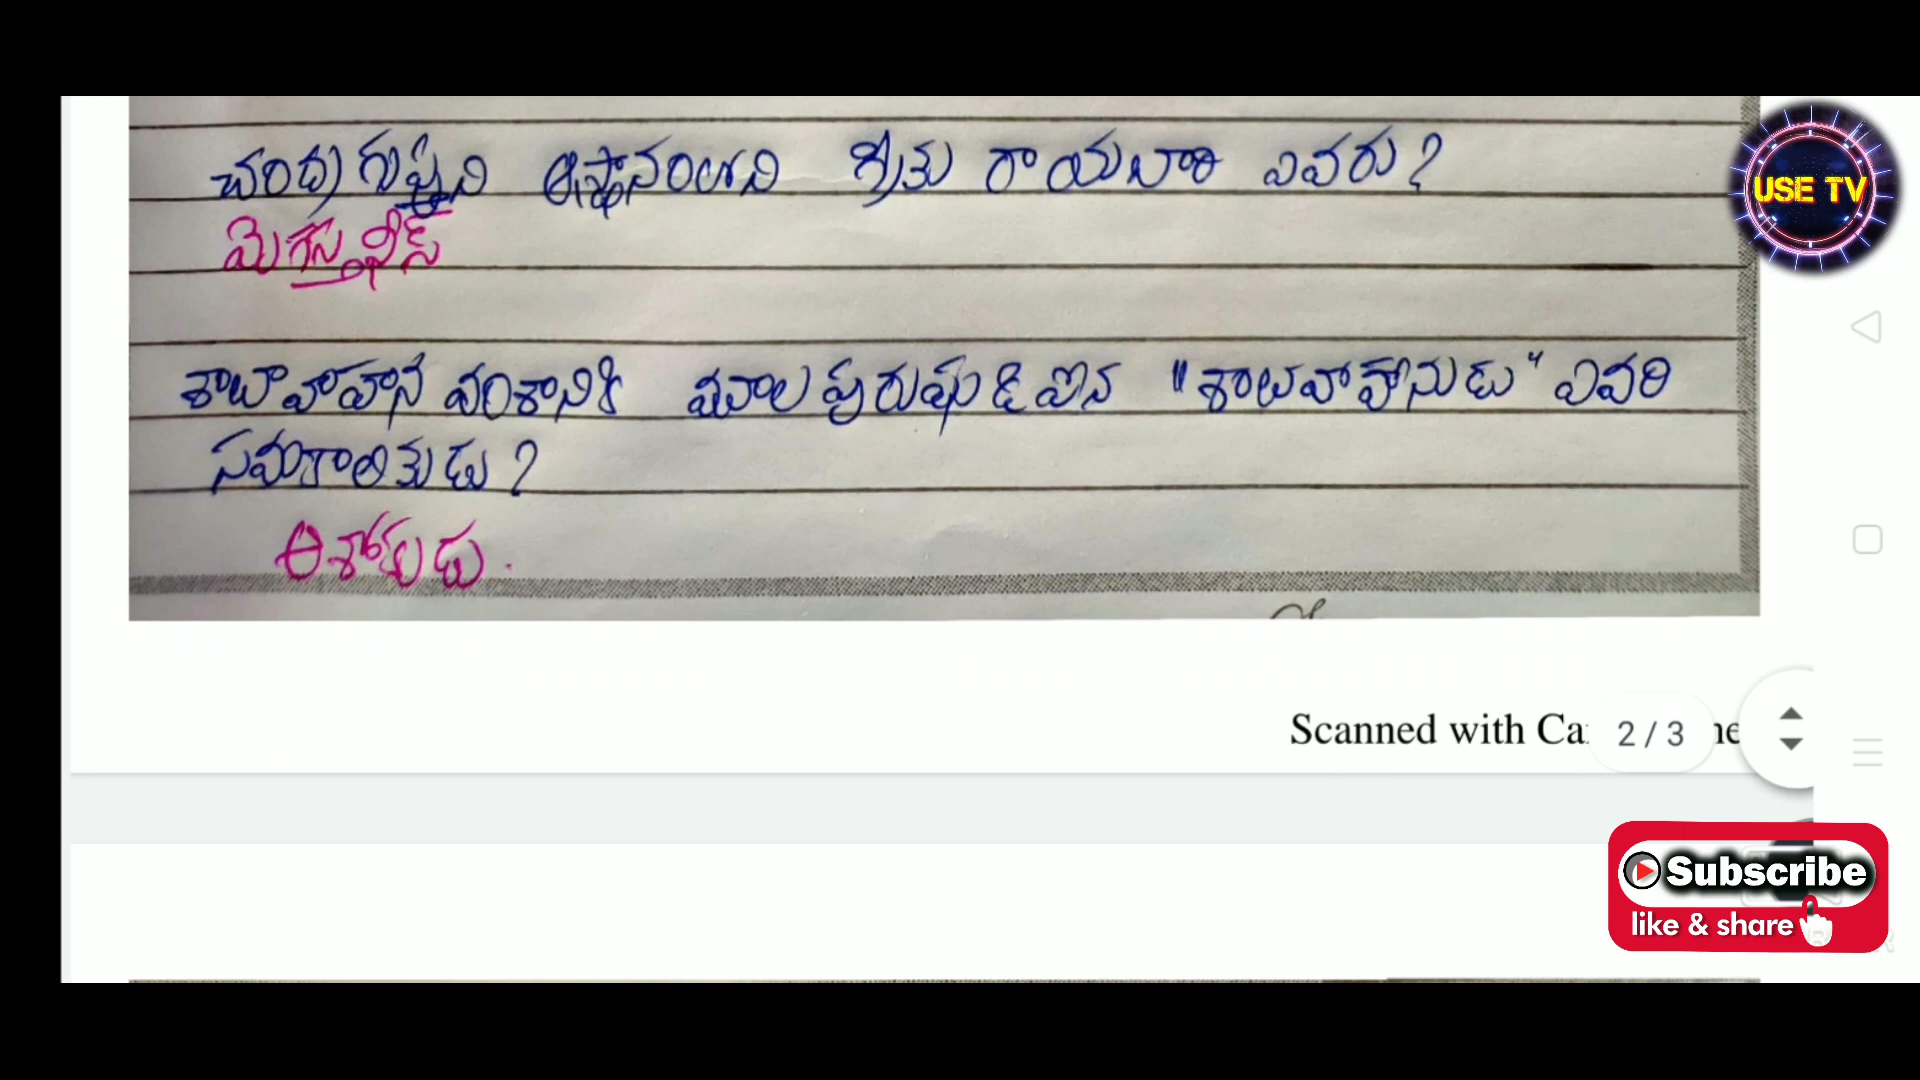 చంద్రగుప్తుని ఆస్థానంలోని గ్రీకు రాయబారి ఎవరు?
USE TV
మెగస్తనీస్
శాతవాహన వంశానికి మూల పురుషుడైన "శాతవాహనుడు" ఎవరి
సమకాలికుడు?
అశోకుడు.
Scanned with Ca
2 / 3
Subscribe
like & share